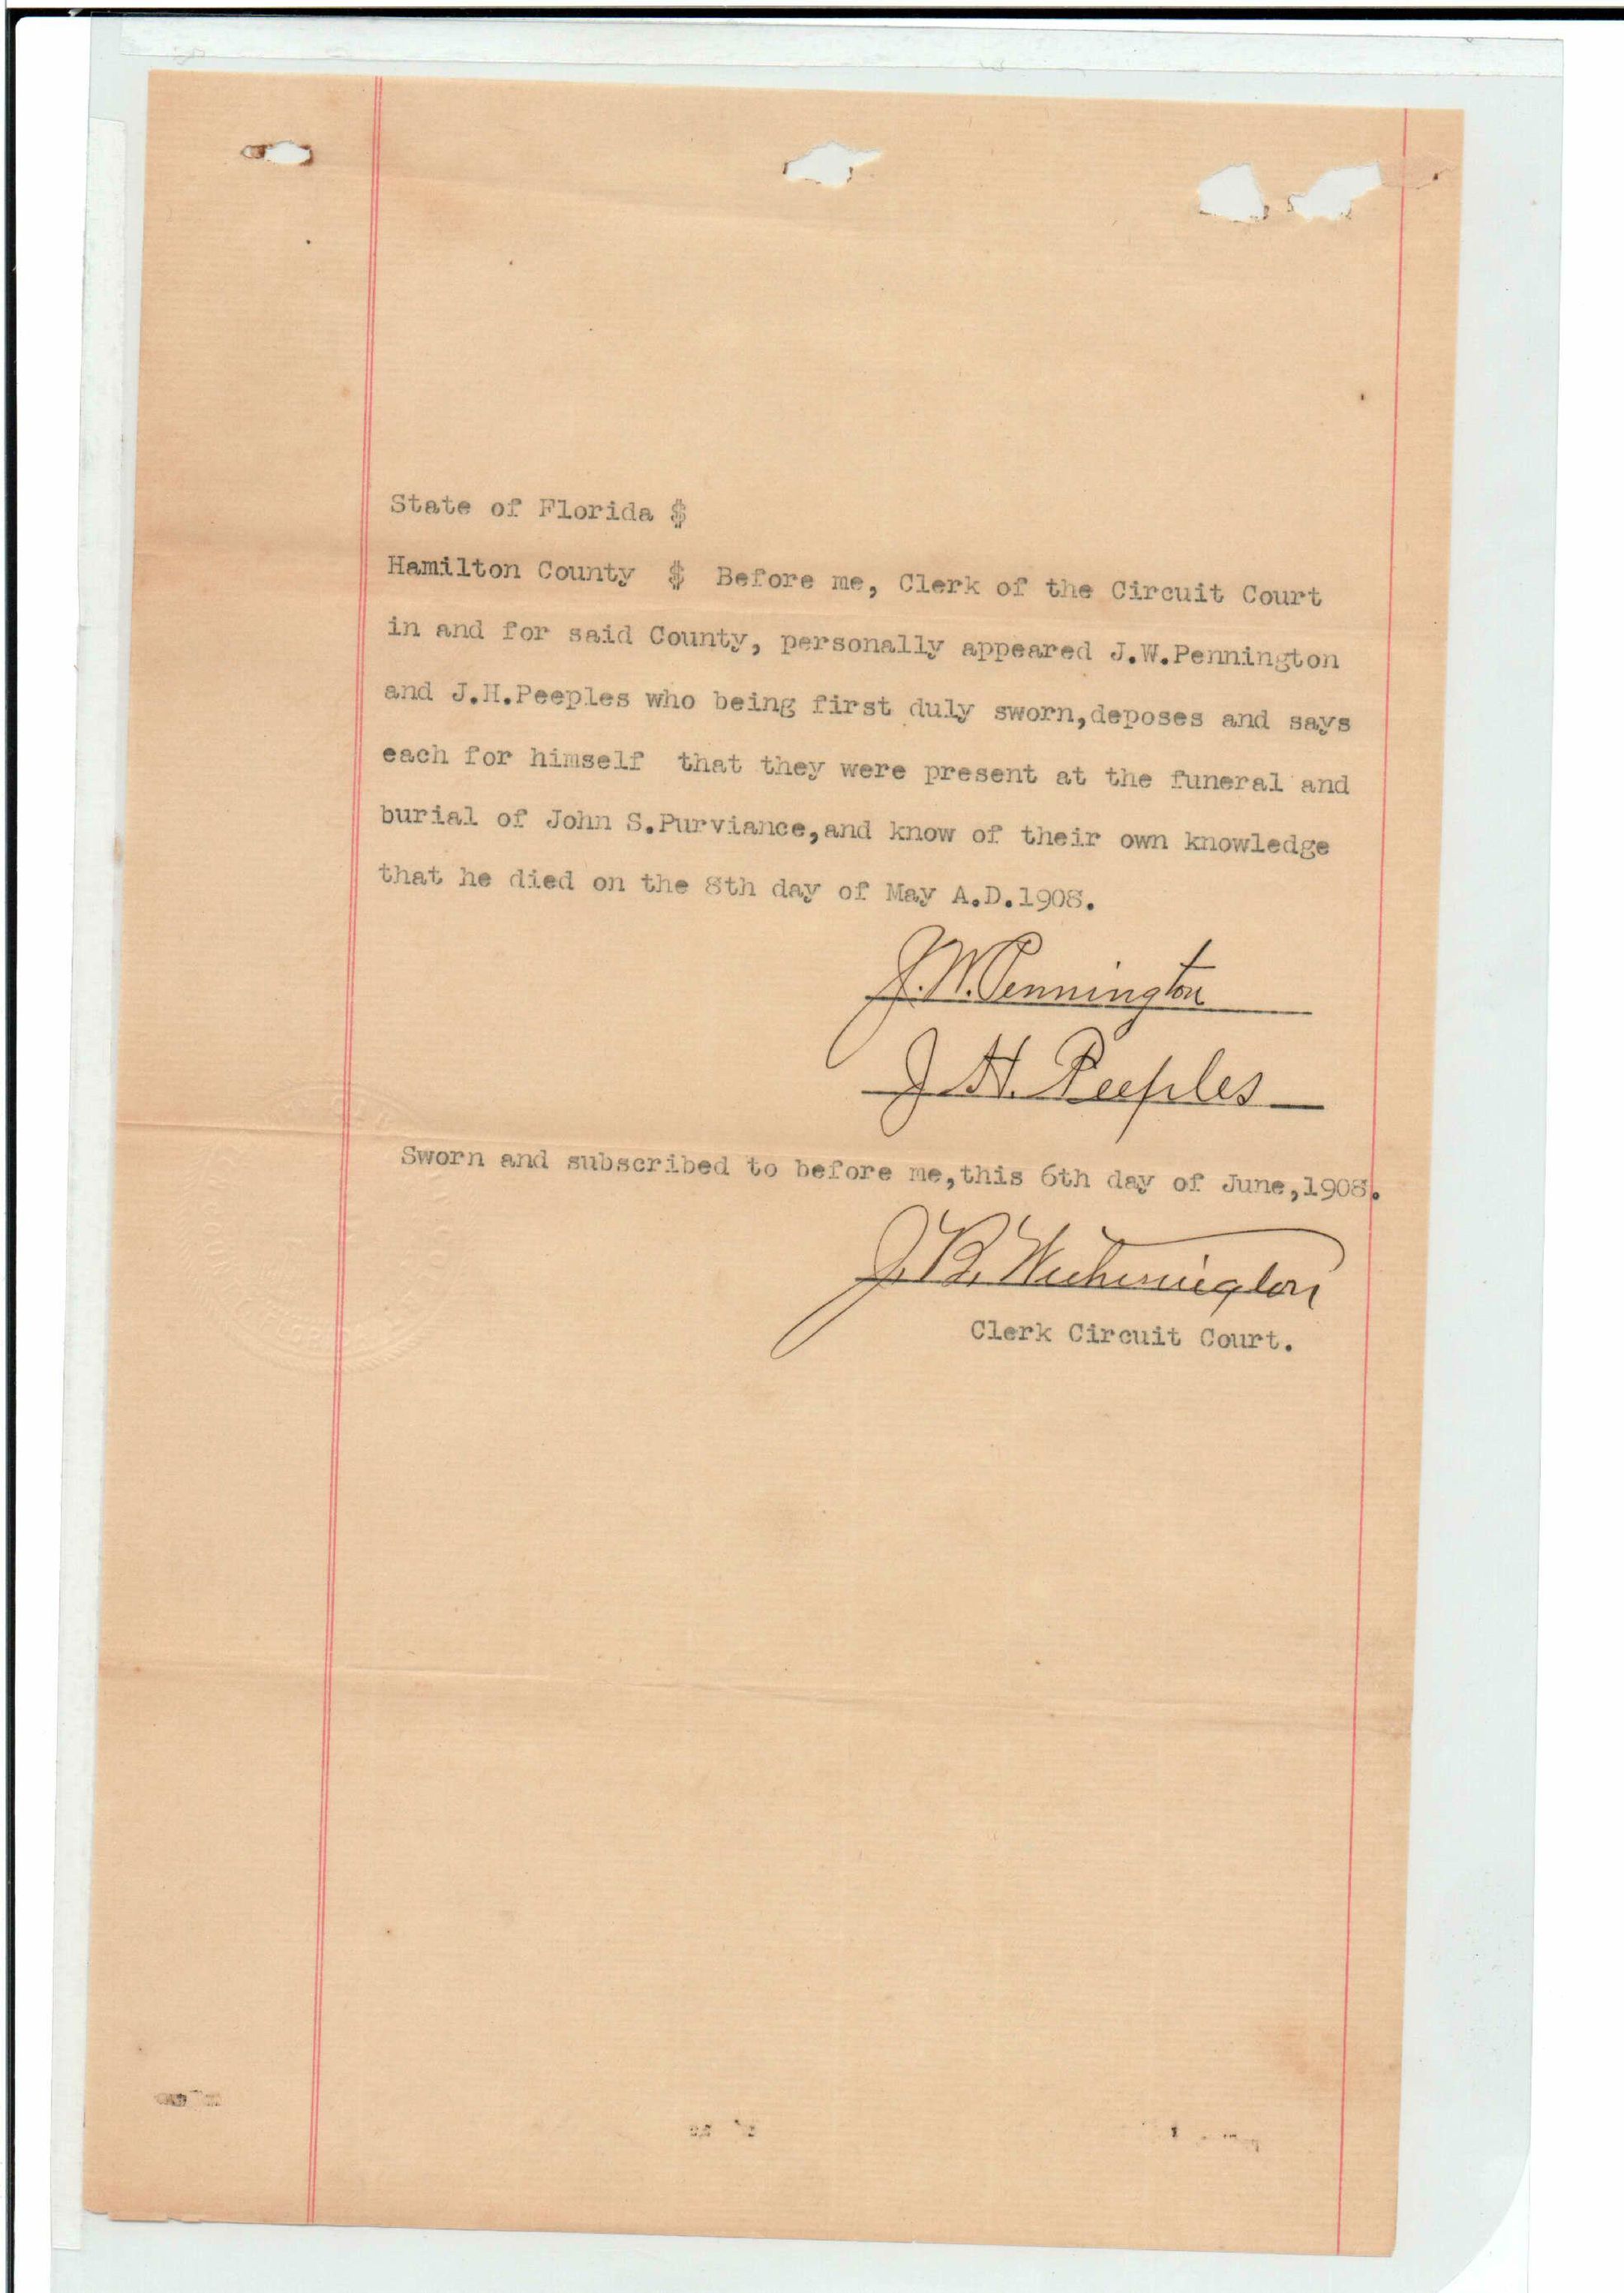 State of Florida $
Hamilton County $ Before me, Clerk of the Circuit Court
in and for said County, personally appeared J.W.Pennington
and J.H.Peeples who being first duly sworn,deposes and says
each for himself that they were present at the funeral and
burial of John S.Purviance,and know of their own knowledge
that he died on the 8th day of May A.D.1908.
J.W.Pennington
J H. Peeples
Sworn and subscribed to before me,this 6th day of June,1908.
J.B. Witherington
Clerk Circuit Court.